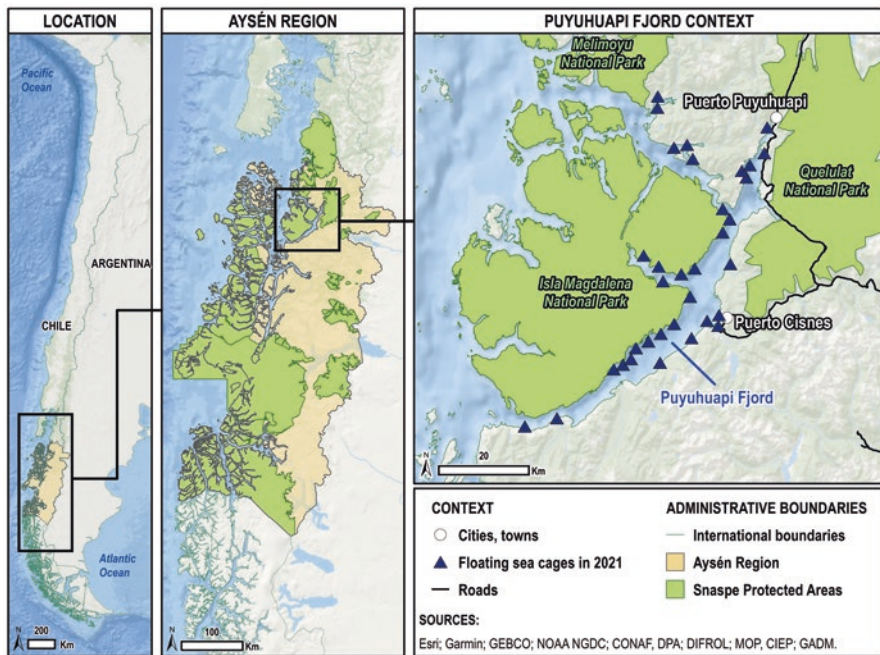 LOCATION
Pacific
Ocean
ARGENTINA
CHILE
Atlantic
Ocean
N
200
Km
AYSÉN REGION
N
100
Km
PUYUHUAPI FJORD CONTEXT
Melimoyu
National Park
Puerto Puyuhuapi
Quelulat
National Park
Isla Magdalena
National Park
Puerto Cisnes
Puyuhuapi Fjord
N
20
Km
CONTEXT
Cities, towns
Floating sea cages in 2021
Roads
ADMINISTRATIVE BOUNDARIES
International boundaries
Aysén Region
Snaspe Protected Areas
SOURCES:
Esri; Garmin; GEBCO; NOAA NGDC; CONAF, DPA; DIFROL; MOP, CIEP; GADM.